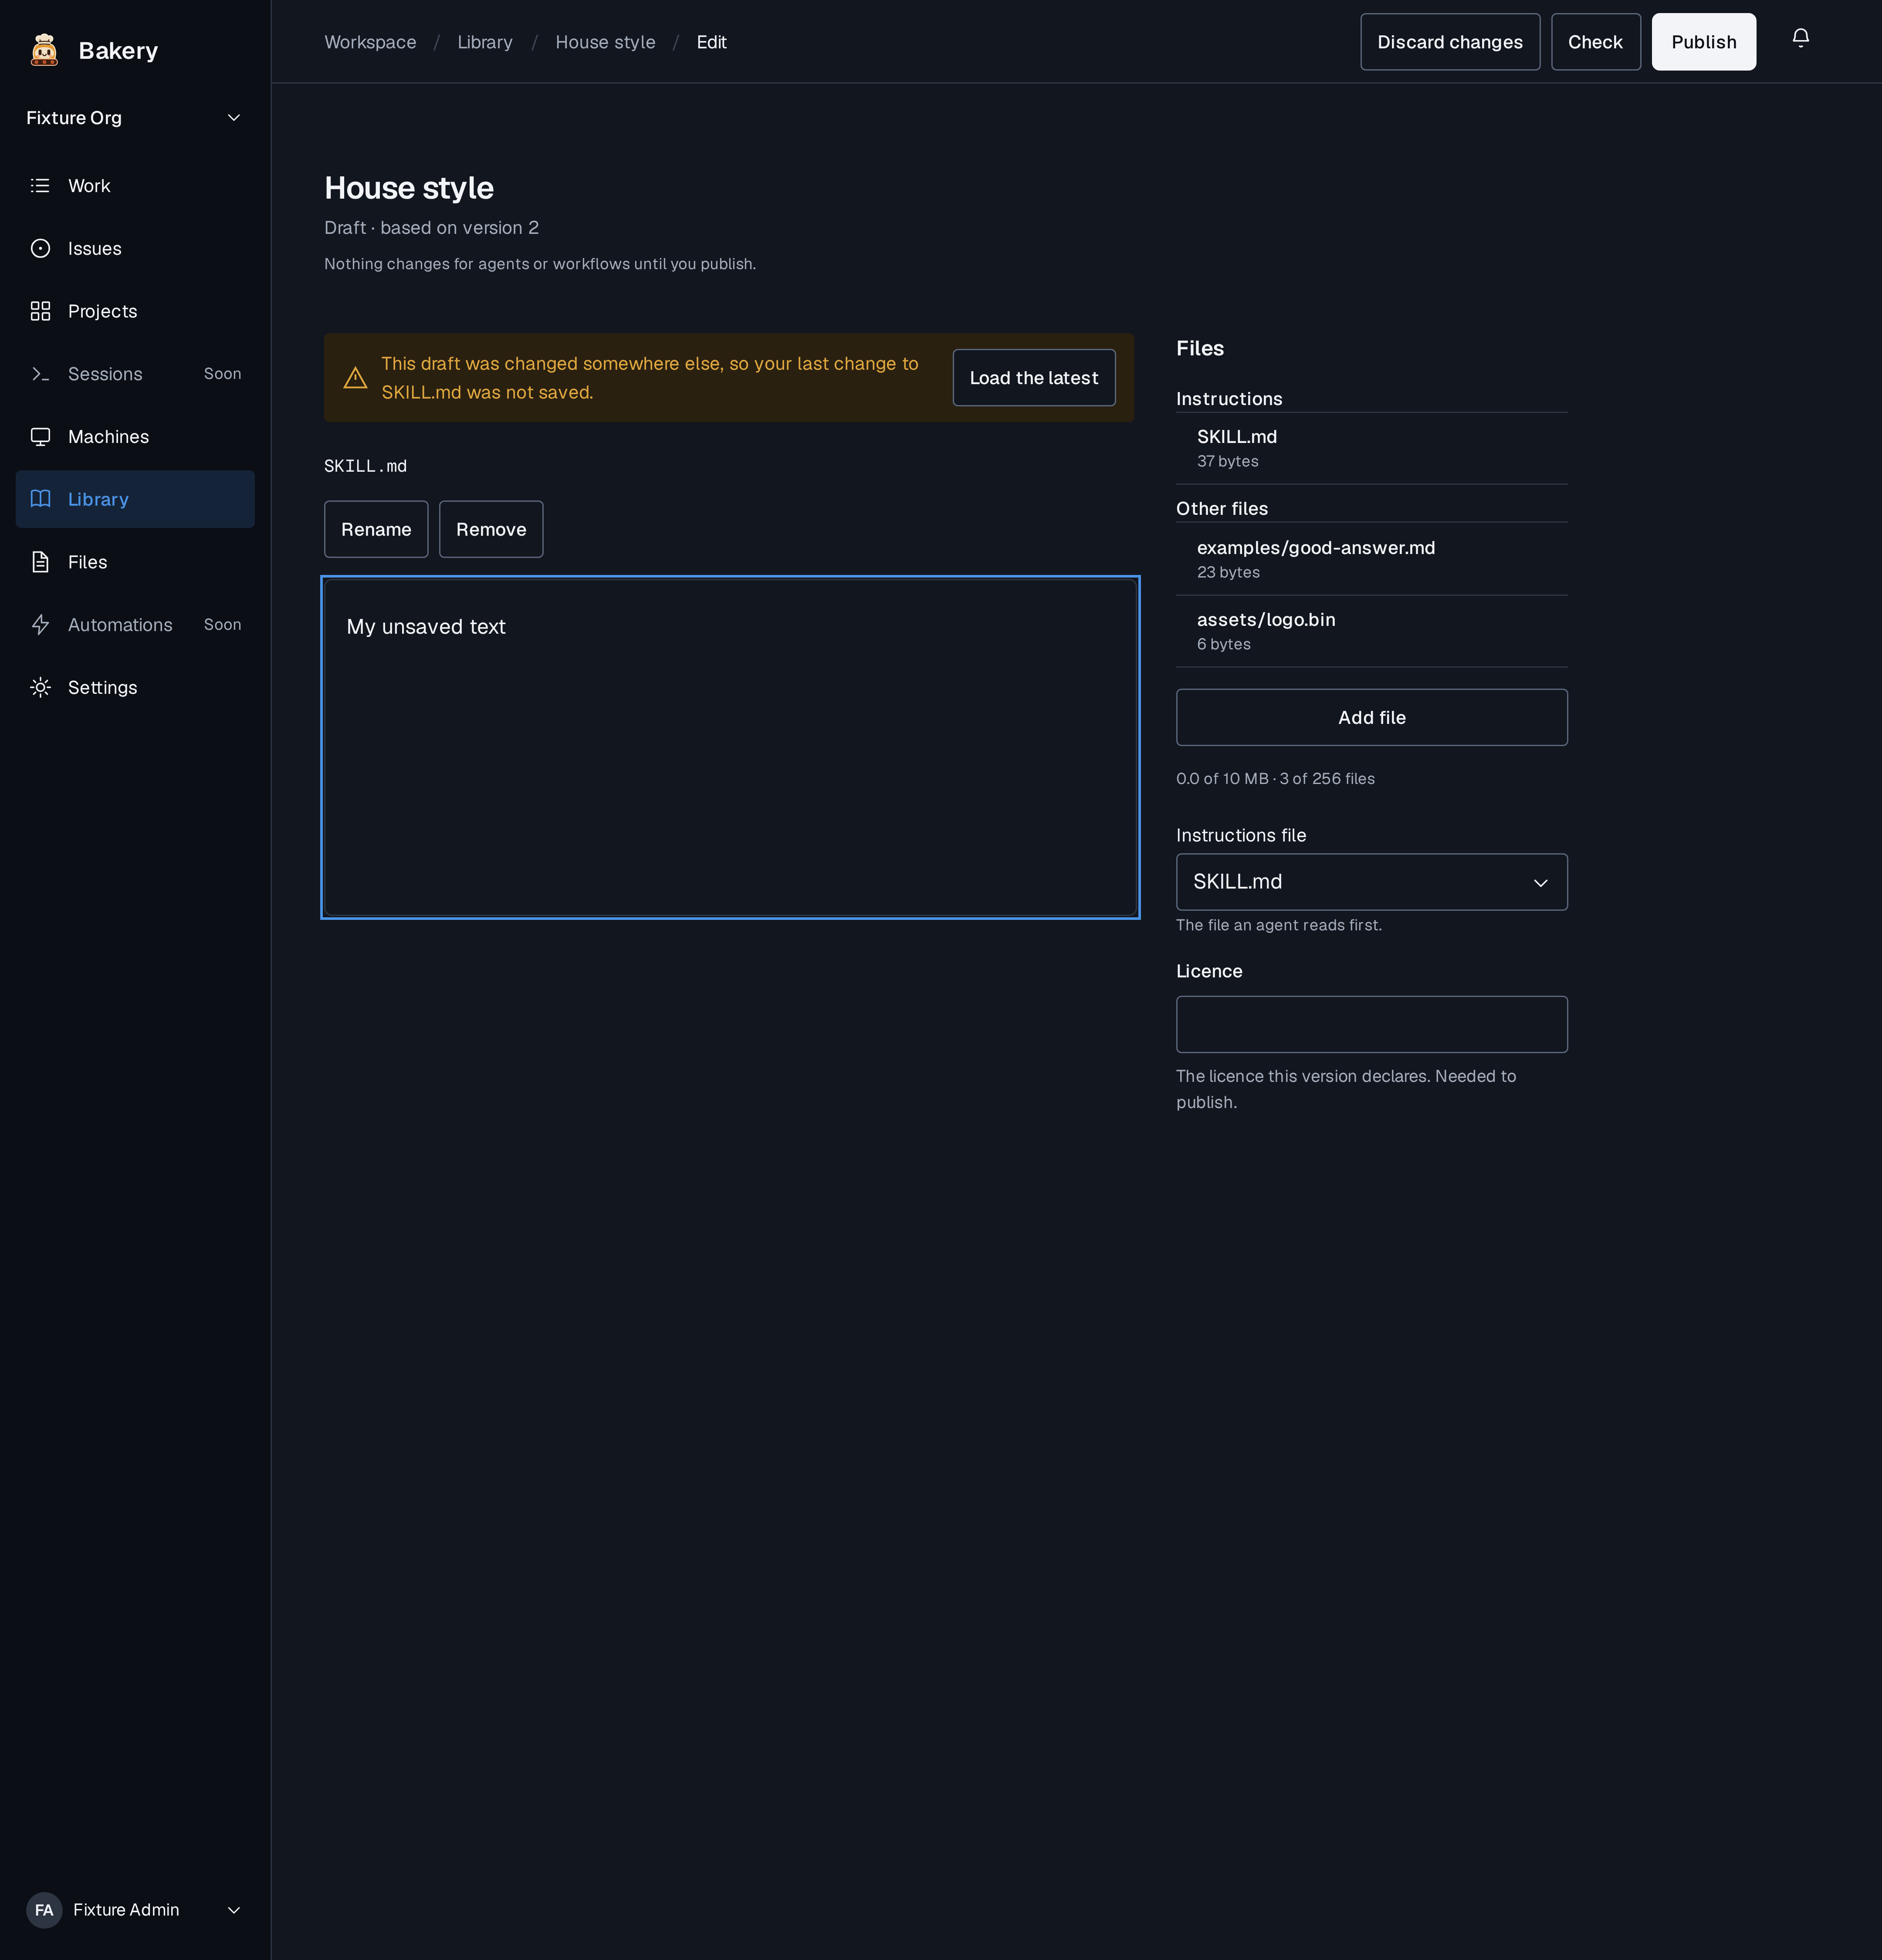 Bakery
Fixture Org
Work
Issues
Projects
Sessions Soon
Machines
Library
Files
Automations Soon
Settings
FA Fixture Admin
Workspace / Library / House style / Edit
Discard changes
Check
Publish
House style
Draft · based on version 2
Nothing changes for agents or workflows until you publish.
This draft was changed somewhere else, so your last change to
SKILL.md was not saved.
Load the latest
SKILL.md
Rename
Remove
My unsaved text
Files
Instructions
SKILL.md
37 bytes
Other files
examples/good-answer.md
23 bytes
assets/logo.bin
6 bytes
Add file
0.0 of 10 MB · 3 of 256 files
Instructions file
SKILL.md
The file an agent reads first.
Licence
The licence this version declares. Needed to
publish.